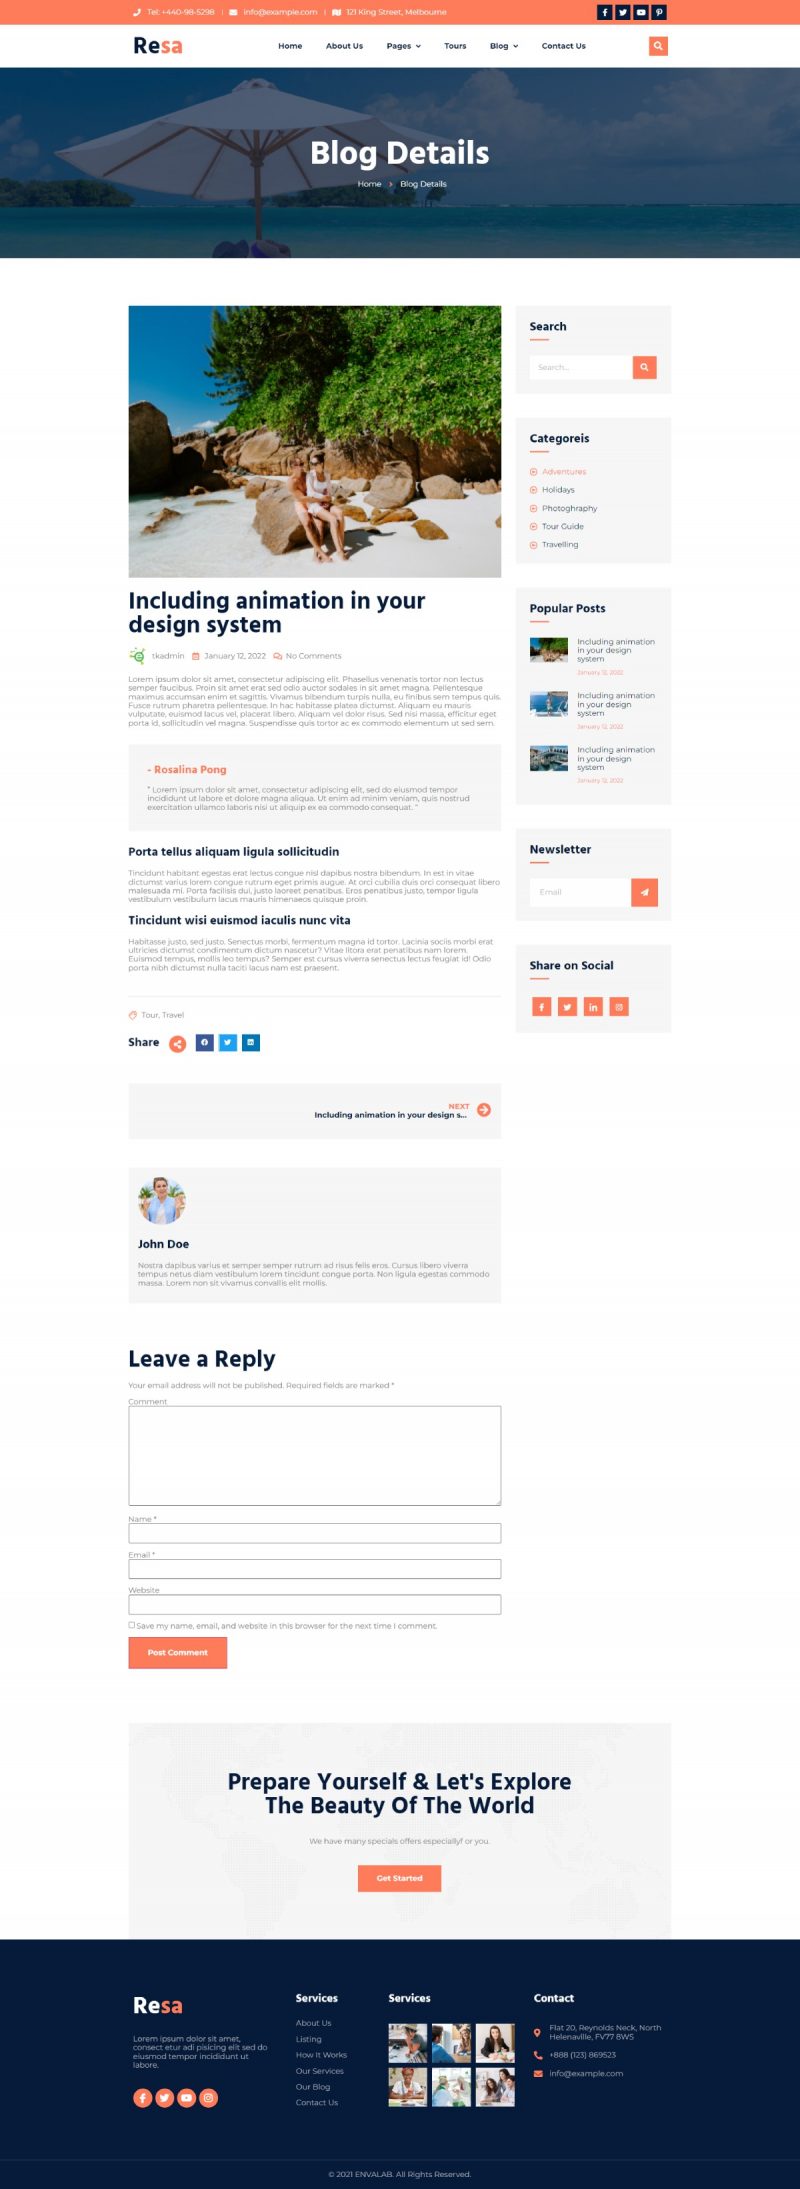 Tel: +440-98-5298 | info@example.com | 121 King Street, Melbourne
Resa
Home About Us Pages Tours Blog Contact Us
Blog Details
Home Blog Details
Including animation in your
design system
tkadmin January 12, 2022 No Comments
Lorem ipsum dolor sit amet, consectetur adipiscing elit. Phasellus venenatis tortor non lectus
semper faucibus. Proin sit amet erat sed odio auctor sodales in sit amet magna. Pellentesque
maximus accumsan enim et sagittis. Vivamus bibendum turpis nulla, eu finibus sem tempus quis.
Fusce rutrum pharetra pellentesque. In hac habitasse platea dictumst. Aliquam eu mauris
vulputate, euismod lacus vel, placerat libero. Aliquam vel dolor risus. Sed nisi massa, efficitur eget
porta id, sollicitudin vel magna. Suspendisse quis tortor ac ex commodo elementum ut sed sem.
- Rosalina Pong
" Lorem ipsum dolor sit amet, consectetur adipiscing elit, sed do eiusmod tempor
incididunt ut labore et dolore magna aliqua. Ut enim ad minim veniam, quis nostrud
exercitation ullamco laboris nisi ut aliquip ex ea commodo consequat. "
Porta tellus aliquam ligula sollicitudin
Tincidunt habitant egestas erat lectus congue nisl dapibus nostra bibendum. In est in vitae
dictumst varius lorem congue rutrum eget primis augue. At orci cubilia duis orci consequat libero
malesuada mi. Porta facilisis dui, justo laoreet penatibus. Eros penatibus justo, tempor ligula
vestibulum vestibulum lacus mauris himenaeos quisque proin.
Tincidunt wisi euismod iaculis nunc vita
Habitasse justo, sed justo. Senectus morbi, fermentum magna id tortor. Lacinia sociis morbi erat
ultricies dictumst condimentum dictum nascetur? Vitae litora erat penatibus nam lorem.
Euismod tempus, mollis leo tempus? Semper est cursus viverra senectus lectus feugiat id! Odio
porta nibh dictumst nulla taciti lacus nam est praesent.
Tour, Travel
Share
NEXT
Including animation in your design s...
John Doe
Nostra dapibus varius et semper semper rutrum ad risus felis eros. Cursus libero viverra
tempus netus diam vestibulum lorem tincidunt congue porta. Non ligula egestas commodo
massa. Lorem non sit vivamus convallis elit mollis.
Leave a Reply
Your email address will not be published. Required fields are marked *
Comment
Name *
Email *
Website
Save my name, email, and website in this browser for the next time I comment.
Post Comment
Search
Search...
Categoreis
Adventures
Holidays
Photoghraphy
Tour Guide
Travelling
Popular Posts
Including animation
in your design
system
January 12, 2022
Including animation
in your design
system
January 12, 2022
Including animation
in your design
system
January 12, 2022
Newsletter
Email
Share on Social
Prepare Yourself & Let's Explore
The Beauty Of The World
We have many specials offers especiallyf or you.
Get Started
Resa
Lorem ipsum dolor sit amet,
consect etur adi pisicing elit sed do
eiusmod tempor incididunt ut
labore.
Services
About Us
Listing
How It Works
Our Services
Our Blog
Contact Us
Services
Contact
Flat 20, Reynolds Neck, North
Helenaville, FV77 8WS
+888 (123) 869523
info@example.com
© 2021 ENVALAB. All Rights Reserved.